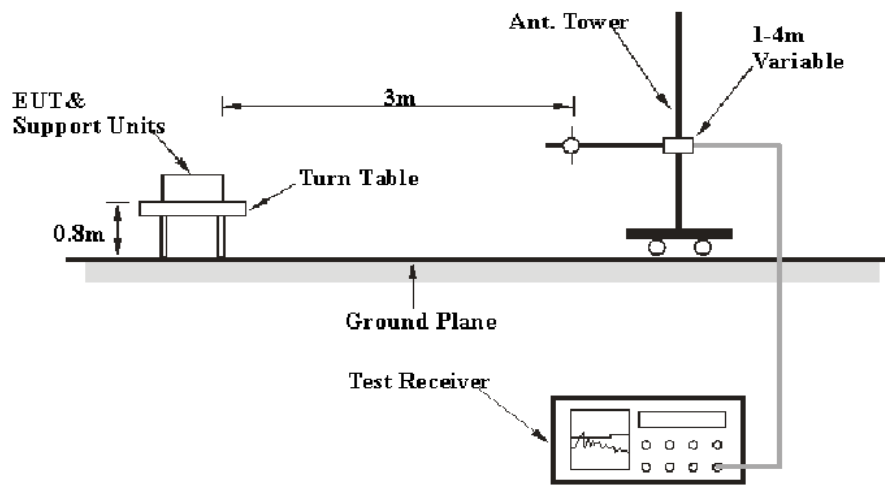 Ant. Tower
1-4m
Variable
3m
EUT&
Support Units
Turn Table
0.8m
Ground Plane
Test Receiver